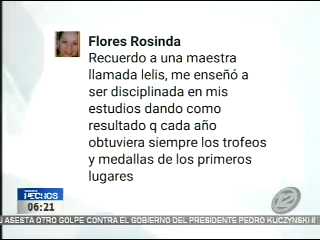 Flores Rosinda
Recuerdo a una maestra
llamada lelis, me enseñó a
ser disciplinada en mis
estudios dando como
resultado q cada año
obtuviera siempre los trofeos
y medallas de los primeros
lugares
HECHOS
06:21
12
ASESTA OTRO GOLPE CONTRA EL GOBIERNO DEL PRESIDENTE PEDRO KUCZYNSKI //